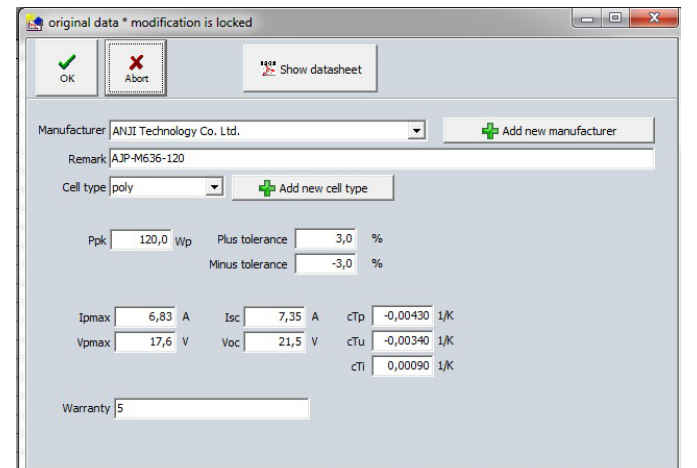 original data * modification is locked
OK
Abort
Show datasheet
Manufacturer ANJI Technology Co. Ltd. Add new manufacturer
Remark AJP-M636-120
Cell type poly Add new cell type
Ppk 120,0 Wp Plus tolerance 3,0 %
Minus tolerance -3,0 %
Ipmax 6,83 A Isc 7,35 A cTp -0,00430 1/K
Vpmax 17,6 V Voc 21,5 V cTu -0,00340 1/K
cTi 0,00090 1/K
Warranty 5